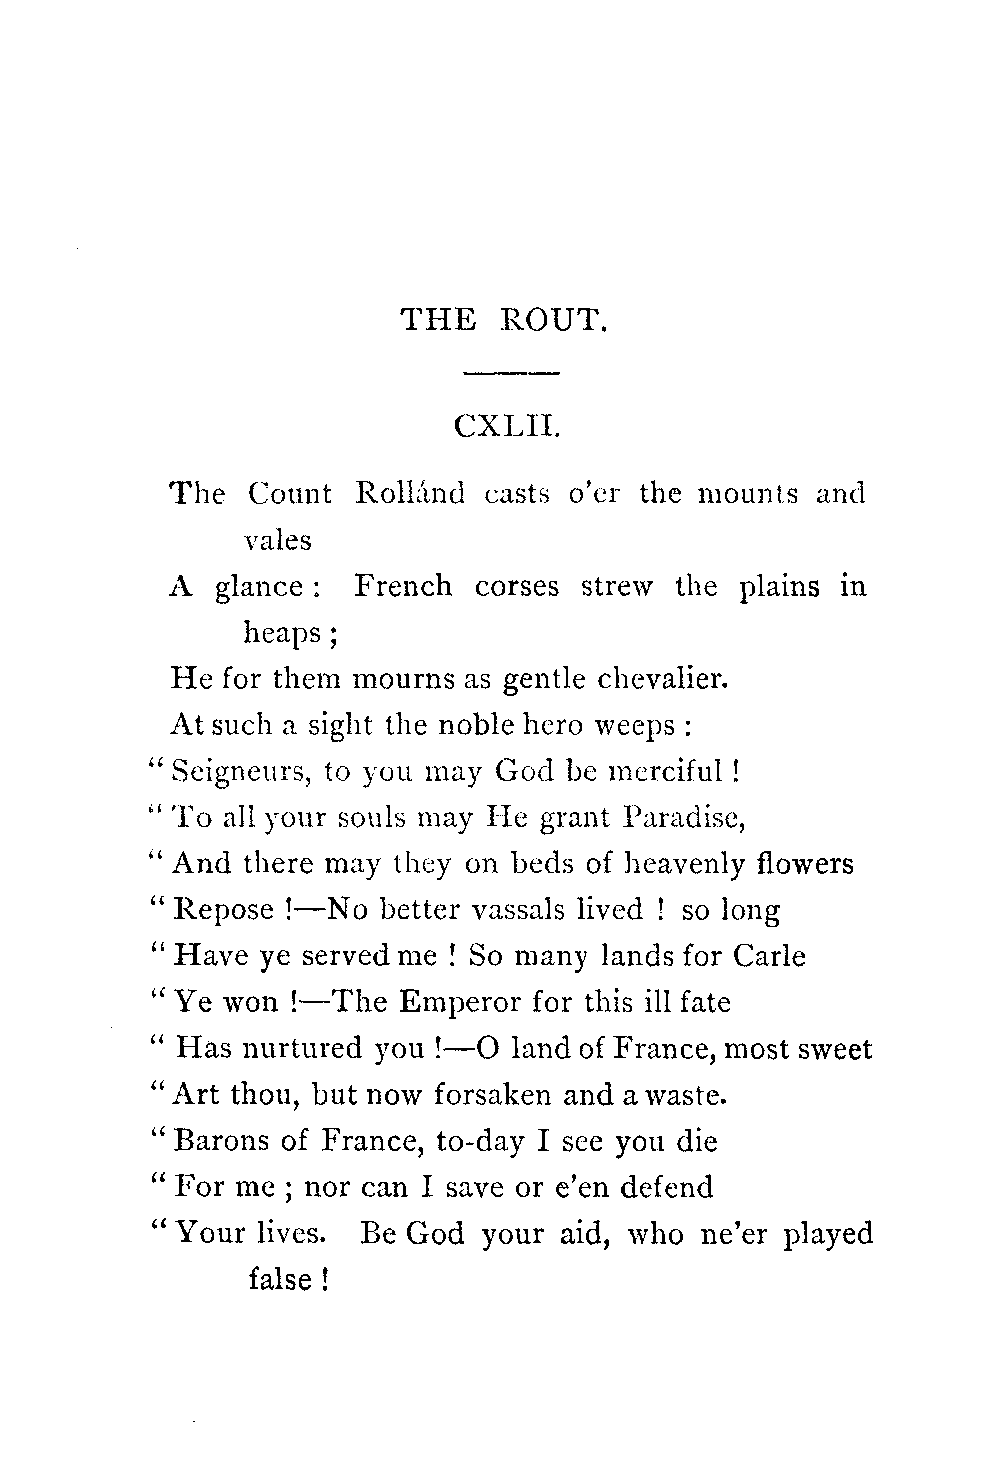 THE ROUT.
CXLII.
The Count Rollánd casts o'er the mounts and
vales
A glance : French corses strew the plains in
heaps ;
He for them mourns as gentle chevalier.
At such a sight the noble hero weeps :
“ Seigneurs, to you may God be merciful !
“ To all your souls may He grant Paradise,
“ And there may they on beds of heavenly flowers
“ Repose !—No better vassals lived ! so long
“ Have ye served me ! So many lands for Carle
“ Ye won !—The Emperor for this ill fate
“ Has nurtured you !—O land of France, most sweet
“ Art thou, but now forsaken and a waste.
“ Barons of France, to-day I see you die
“ For me ; nor can I save or e'en defend
“ Your lives. Be God your aid, who ne'er played
false !